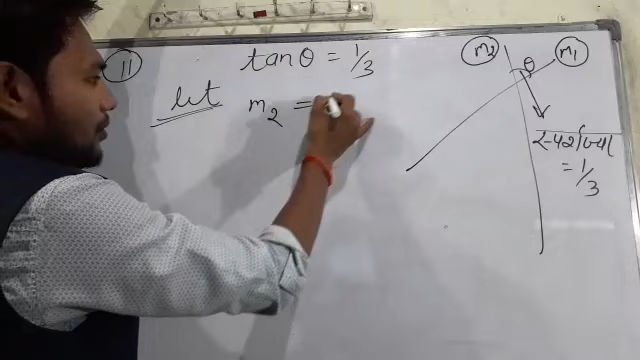 11
tanθ = 1/3
let m₂ =
m₂
m₁
θ
स्पर्शज्या
= 1/3